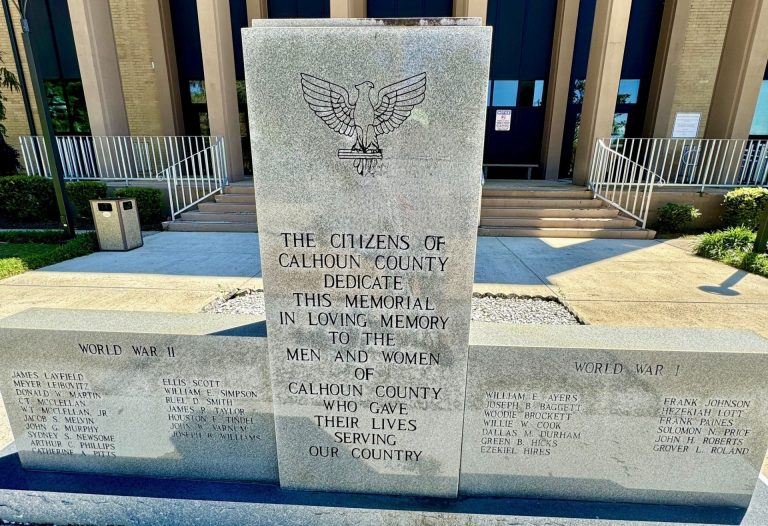 THE CITIZENS OF
CALHOUN COUNTY
DEDICATE
THIS MEMORIAL
IN LOVING MEMORY
TO THE
MEN AND WOMEN
OF
CALHOUN COUNTY
WHO GAVE
THEIR LIVES
SERVING
OUR COUNTRY
WORLD WAR II
JAMES LAYFIELD
MEYER LEIBOVITZ
DONALD W. MARTIN
C.T. MCCLELLAN
W.T. MCCLELLAN, JR
JACOB S. MELVIN
JOHN G. MURPHY
SYDNEY S. NEWSOME
ARTHUR C. PHILLIPS
CATHERINE A. PITTS
ELLIS SCOTT
WILLIAM E. SIMPSON
RUEL D. SMITH
JAMES R. TAYLOR
HOUSTON E. TINDEL
JOHN W. VARNUM
JOSEPH R. WILLIAMS
WORLD WAR I
WILLIAM E. AYERS
JOSEPH B. BAGGETT
WOODIE BROCKETT
WILLIE W. COOK
DALLAS M. DURHAM
GREEN B. HICKS
EZEKIEL HIRES
FRANK JOHNSON
HEZEKIAH LOTT
FRANK PAINES
SOLOMON N. PRICE
JOHN H. ROBERTS
GROVER L. ROLAND